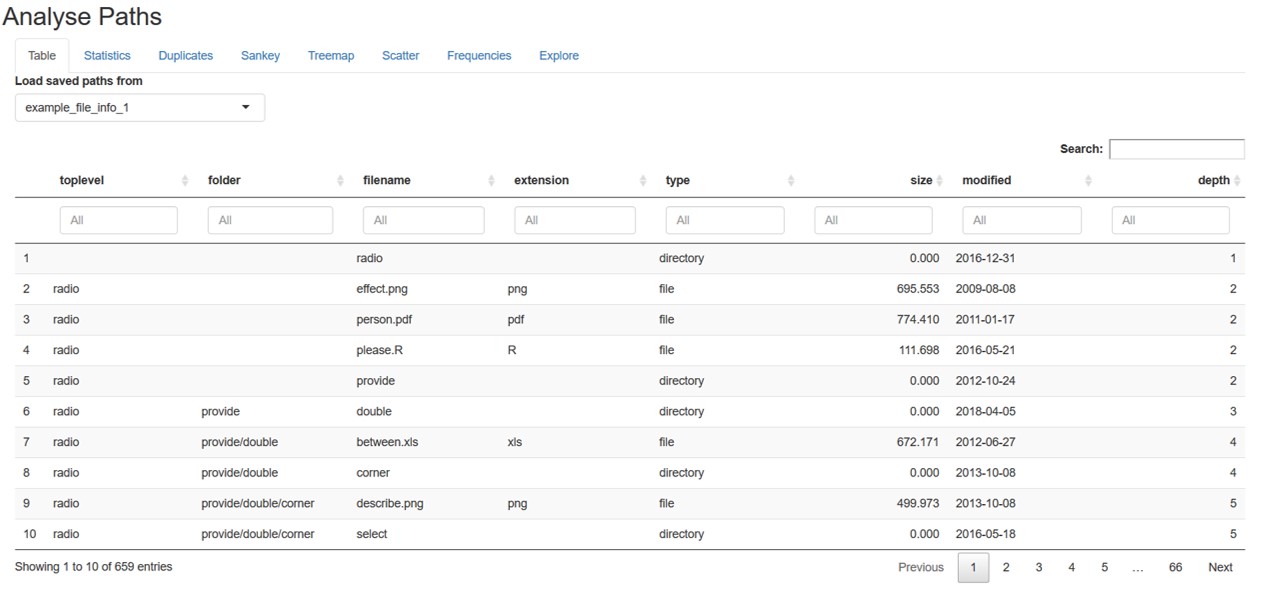 Analyse Paths
Table Statistics Duplicates Sankey Treemap Scatter Frequencies Explore
Load saved paths from
example_file_info_1
Search:
toplevel folder filename extension type size modified depth
All All All All All All All All
1 radio directory 0.000 2016-12-31 1
2 radio effect.png png file 695.553 2009-08-08 2
3 radio person.pdf pdf file 774.410 2011-01-17 2
4 radio please.R R file 111.698 2016-05-21 2
5 radio provide directory 0.000 2012-10-24 2
6 radio provide double directory 0.000 2018-04-05 3
7 radio provide/double between.xls xls file 672.171 2012-06-27 4
8 radio provide/double corner directory 0.000 2013-10-08 4
9 radio provide/double/corner describe.png png file 499.973 2013-10-08 5
10 radio provide/double/corner select directory 0.000 2016-05-18 5
Showing 1 to 10 of 659 entries Previous 1 2 3 4 5 … 66 Next